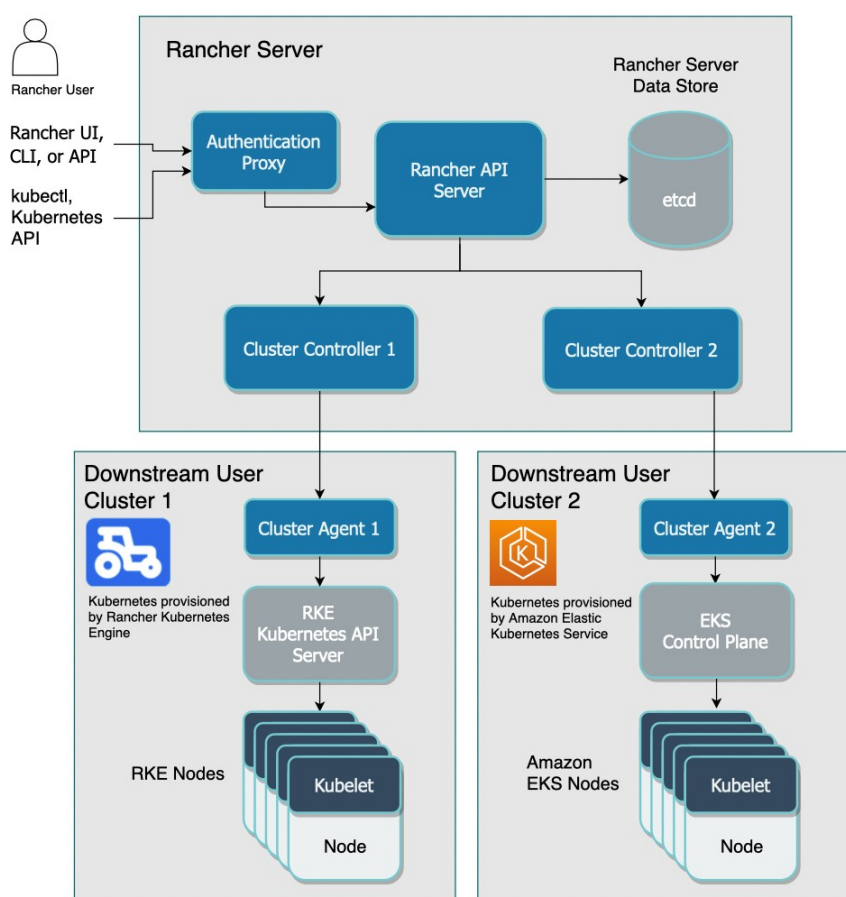 Rancher Server
Rancher User
Rancher Server
Data Store
Rancher UI,
CLI, or API
Authentication
Proxy
Rancher API
Server
etcd
kubectl,
Kubernetes
API
Cluster Controller 1
Cluster Controller 2
Downstream User
Cluster 1
Cluster Agent 1
Kubernetes provisioned
by Rancher Kubernetes
Engine
RKE
Kubernetes API
Server
RKE Nodes
Kubelet
Node
Downstream User
Cluster 2
Cluster Agent 2
K
Kubernetes provisioned
by Amazon Elastic
Kubernetes Service
EKS
Control Plane
Amazon
EKS Nodes
Kubelet
Node